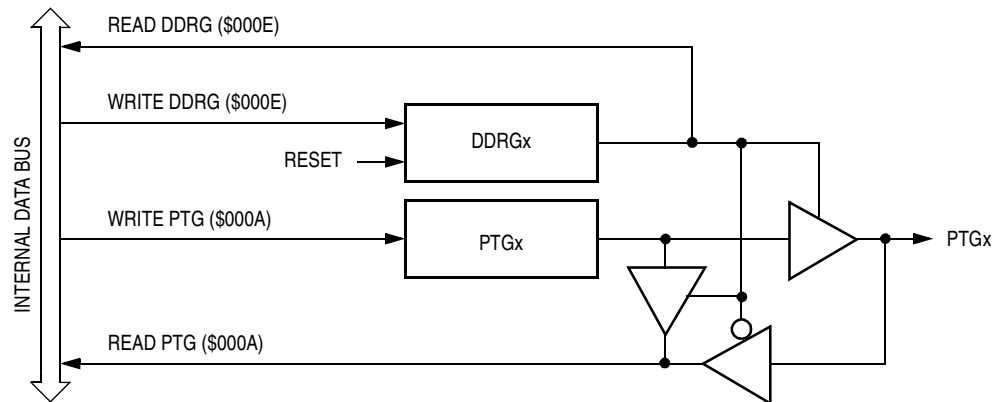 READ DDRG ($000E)
WRITE DDRG ($000E)
DDRGx
RESET
INTERNAL DATA BUS
WRITE PTG ($000A)
PTGx
PTGx
READ PTG ($000A)